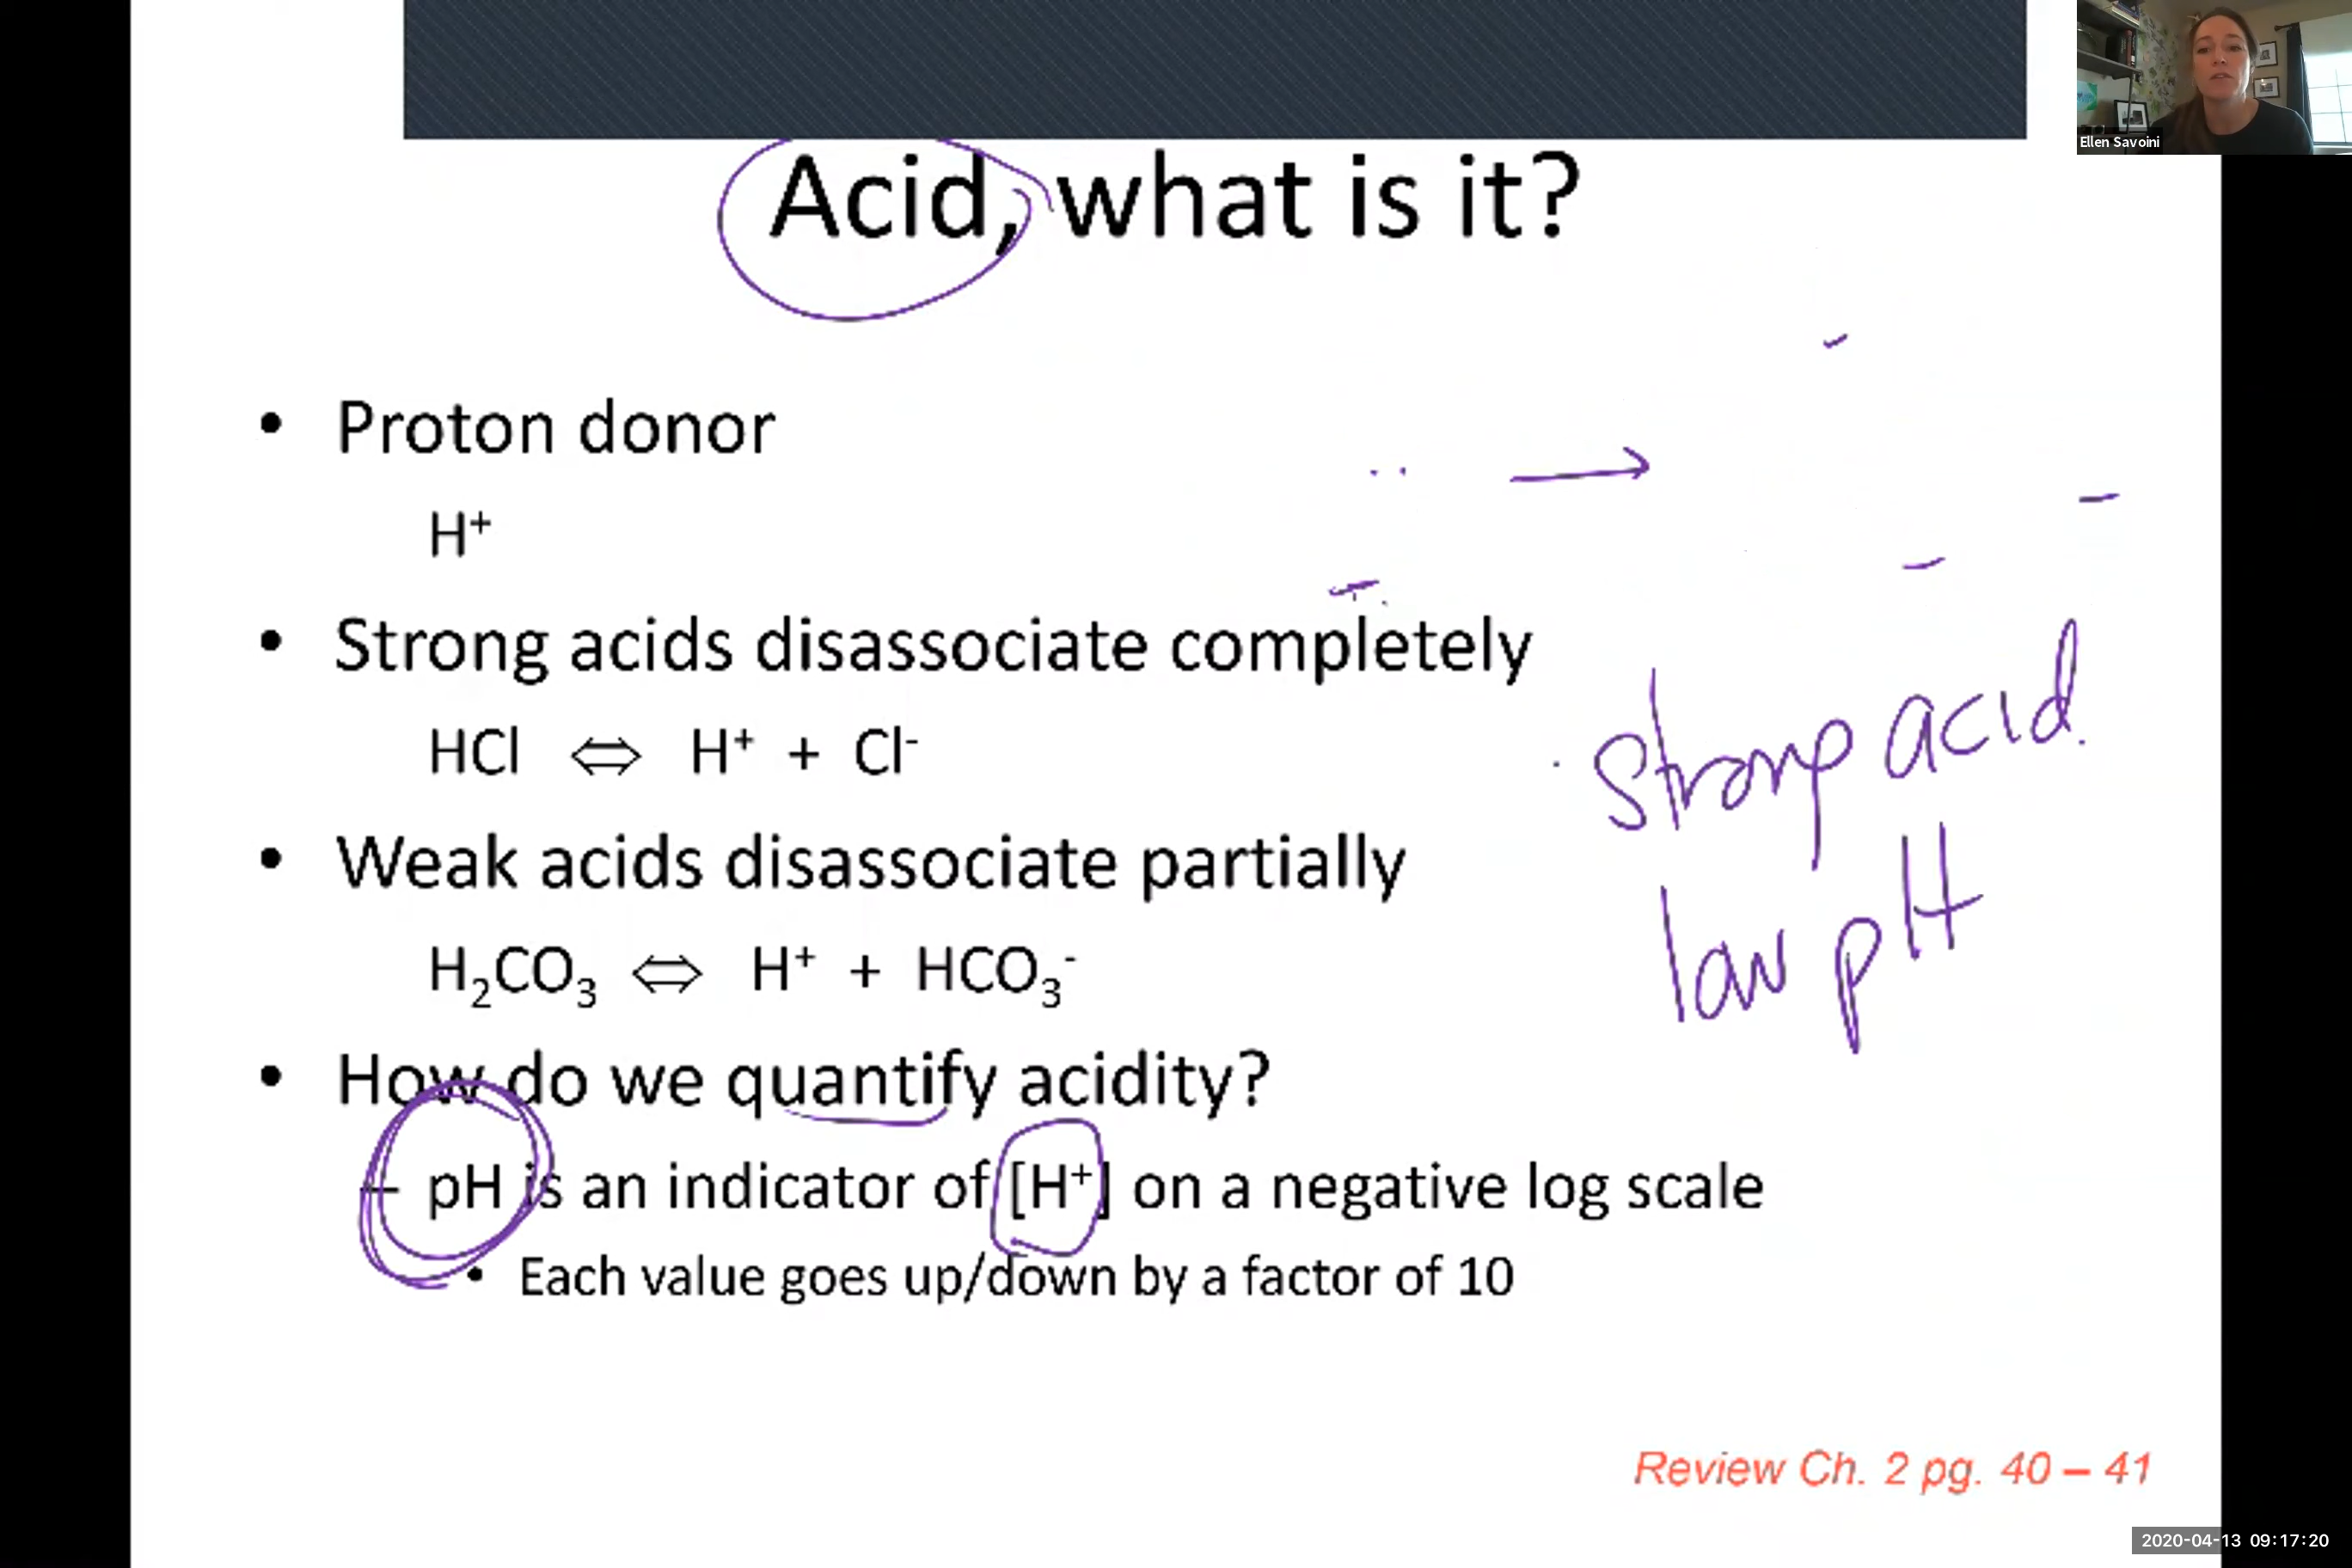 Ellen Savoini
Acid, what is it?
• Proton donor
H⁺
• Strong acids disassociate completely
HCl ⇔ H⁺ + Cl⁻
Strong acid.
• Weak acids disassociate partially
low pH
H₂CO₃ ⇔ H⁺ + HCO₃⁻
• How do we quantify acidity?
– pH is an indicator of [H⁺] on a negative log scale
• Each value goes up/down by a factor of 10
Review Ch. 2 pg. 40 – 41
2020-04-13 09:17:20